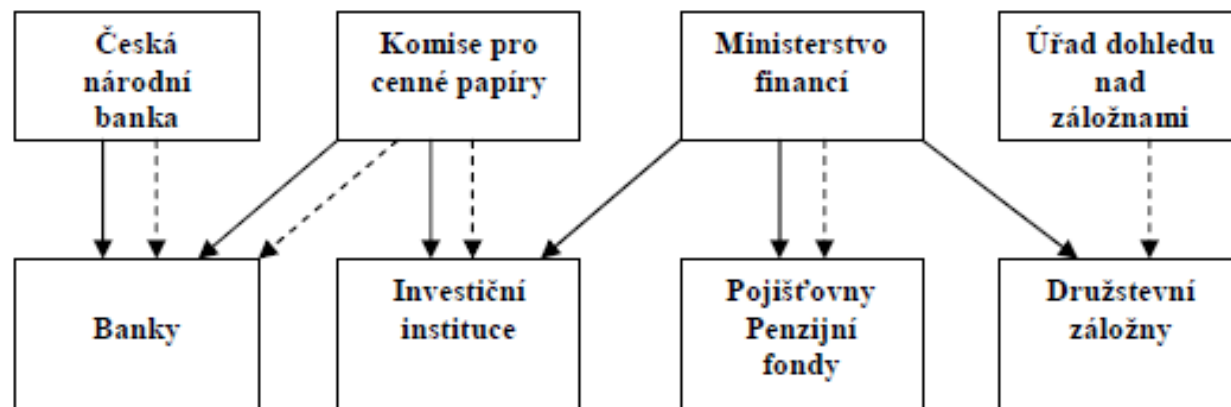 Česká
národní
banka
Komise pro
cenné papíry
Ministerstvo
financí
Úřad dohledu
nad
záložnami
Banky
Investiční
instituce
Pojišťovny
Penzijní
fondy
Družstevní
záložny